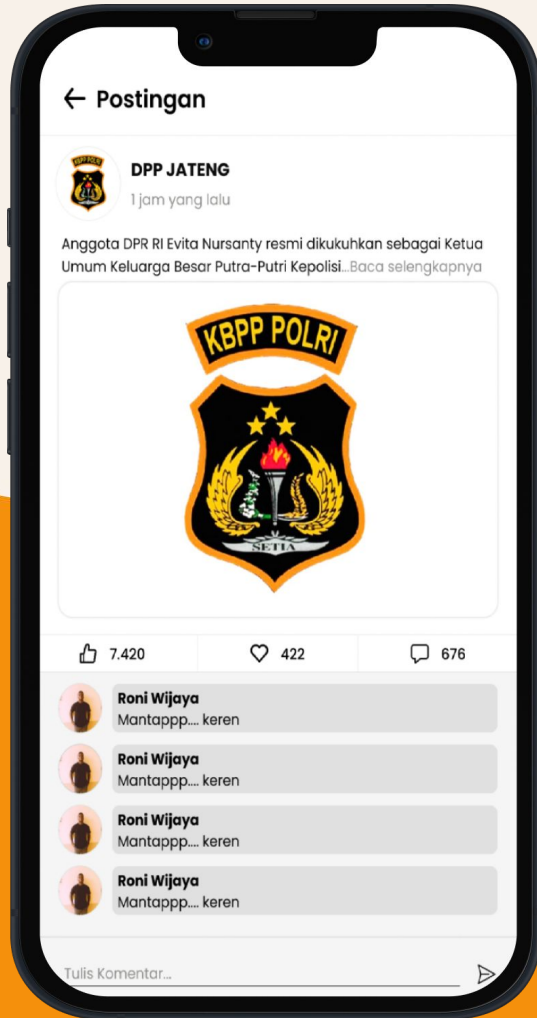 Postingan
KBPP POLRI
DPP JATENG
1 jam yang lalu
Anggota DPR RI Evita Nursanty resmi dikukuhkan sebagai Ketua
Umum Keluarga Besar Putra-Putri Kepolisi...Baca selengkapnya
KBPP POLRI
SETIA
7.420
422
676
Roni Wijaya
Mantappp.... keren
Roni Wijaya
Mantappp.... keren
Roni Wijaya
Mantappp.... keren
Roni Wijaya
Mantappp.... keren
Tulis Komentar...